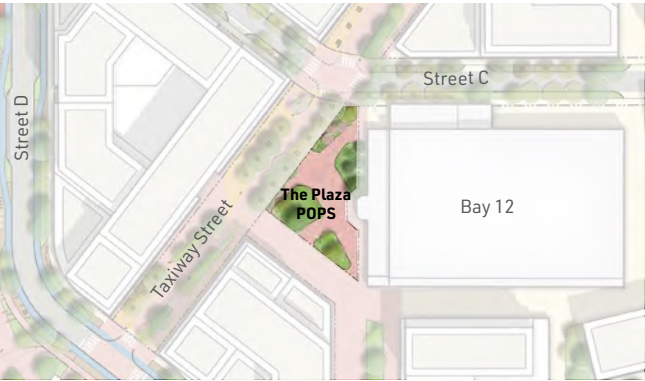 Street C
Street D
The Plaza
POPS
Bay 12
Taxiway Street